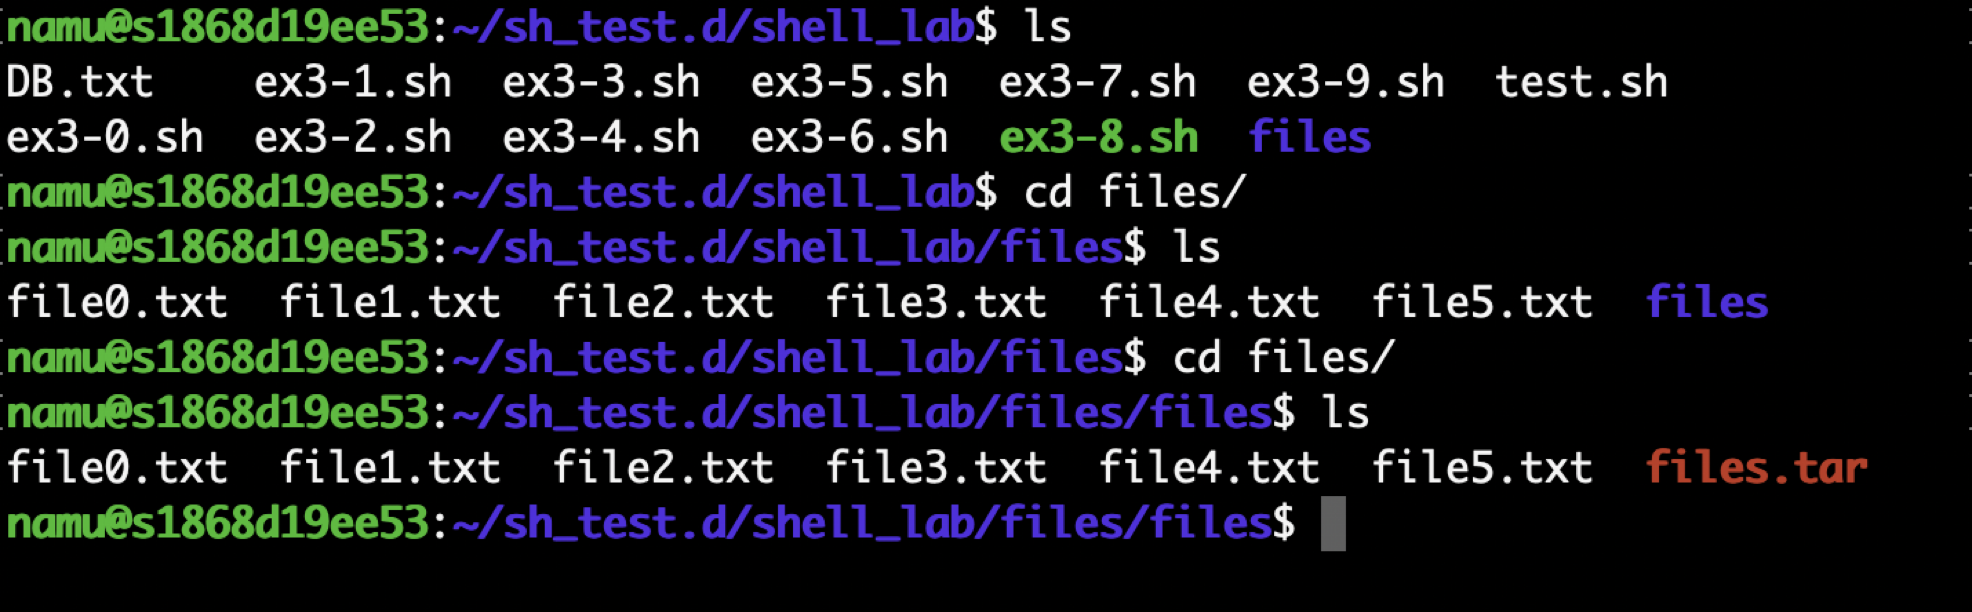 namu@s1868d19ee53:~/sh_test.d/shell_lab$ ls
DB.txt    ex3-1.sh  ex3-3.sh  ex3-5.sh  ex3-7.sh  ex3-9.sh  test.sh
ex3-0.sh  ex3-2.sh  ex3-4.sh  ex3-6.sh  ex3-8.sh  files
namu@s1868d19ee53:~/sh_test.d/shell_lab$ cd files/
namu@s1868d19ee53:~/sh_test.d/shell_lab/files$ ls
file0.txt  file1.txt  file2.txt  file3.txt  file4.txt  file5.txt  files
namu@s1868d19ee53:~/sh_test.d/shell_lab/files$ cd files/
namu@s1868d19ee53:~/sh_test.d/shell_lab/files/files$ ls
file0.txt  file1.txt  file2.txt  file3.txt  file4.txt  file5.txt  files.tar
namu@s1868d19ee53:~/sh_test.d/shell_lab/files/files$